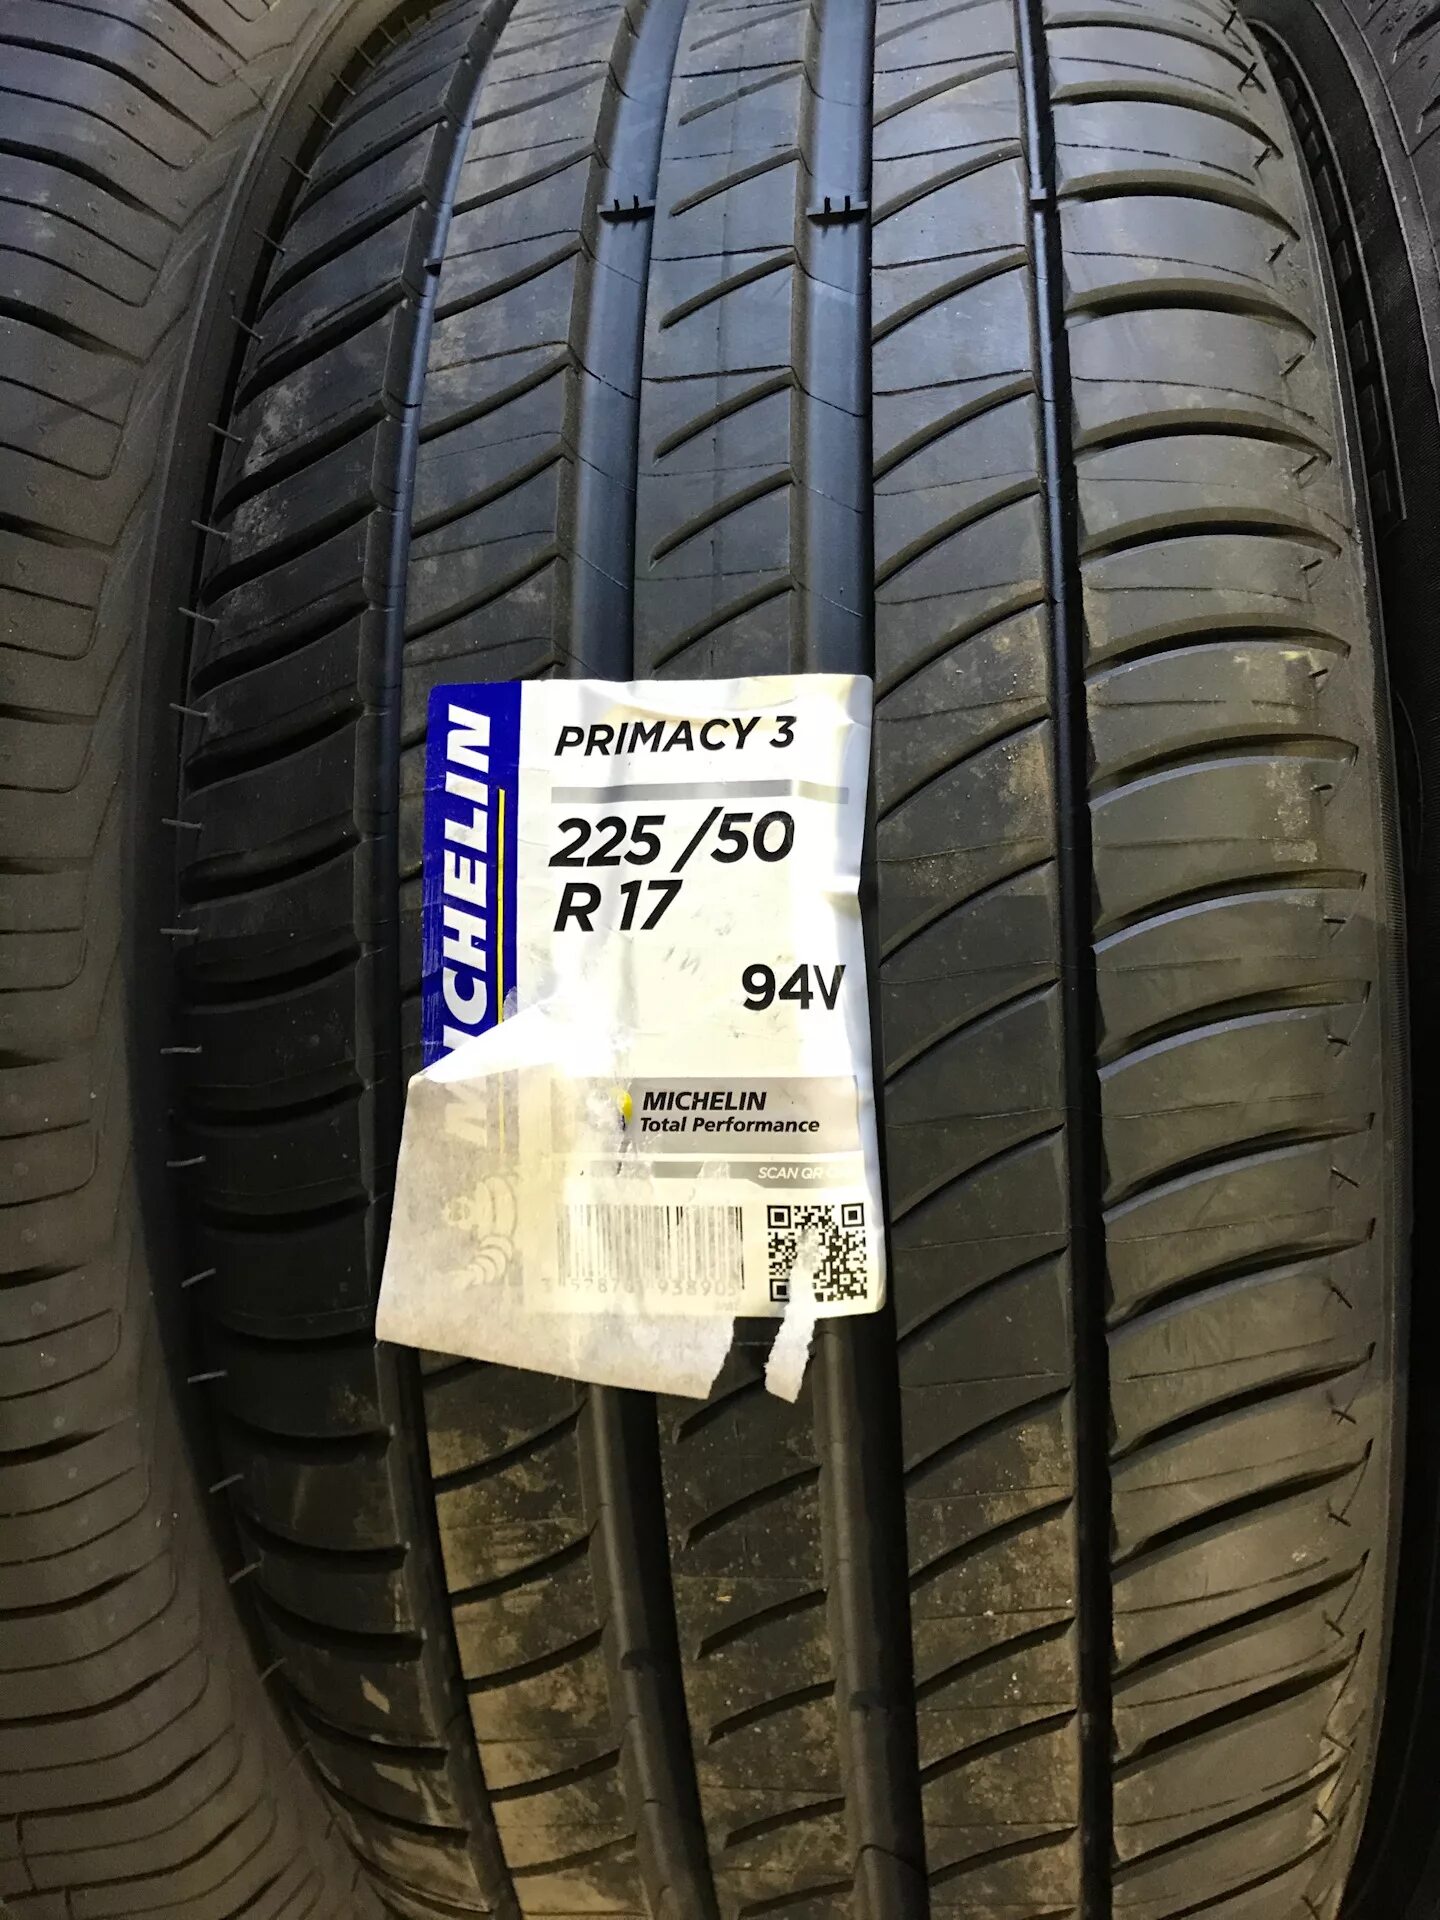 MICHELIN
PRIMACY 3
225 /50
R 17
94V
MICHELIN
Total Performance
SCAN QR